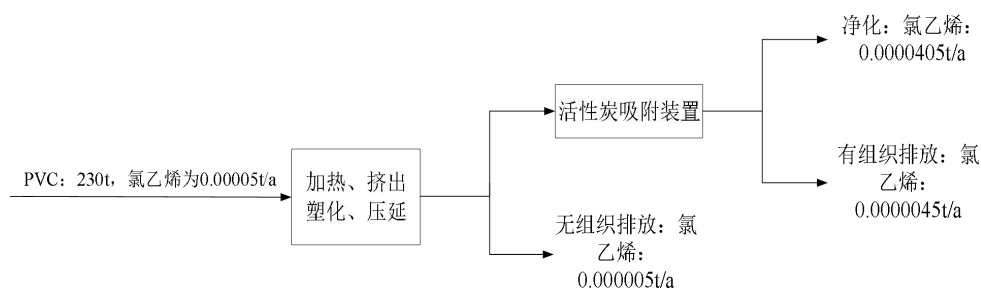 PVC：230t，氯乙烯为0.00005t/a
加热、挤出
塑化、压延
活性炭吸附装置
净化：氯乙烯：
0.0000405t/a
有组织排放：氯
乙烯：
0.0000045t/a
无组织排放：氯
乙烯：
0.000005t/a